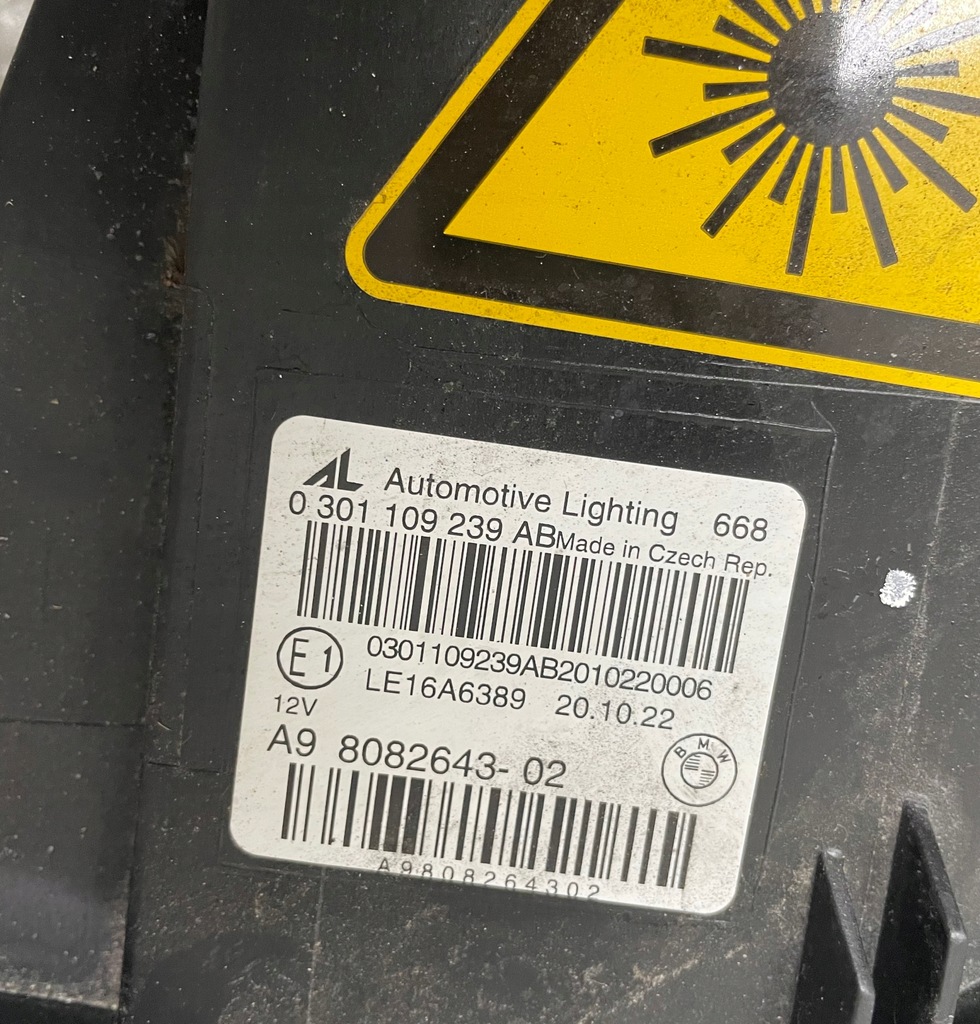 AL Automotive Lighting 668
0 301 109 239 AB Made in Czech Rep.
0301109239AB2010220006
E1 LE16A6389 20.10.22
12V
A9 8082643- 02
BMW
A9808264302